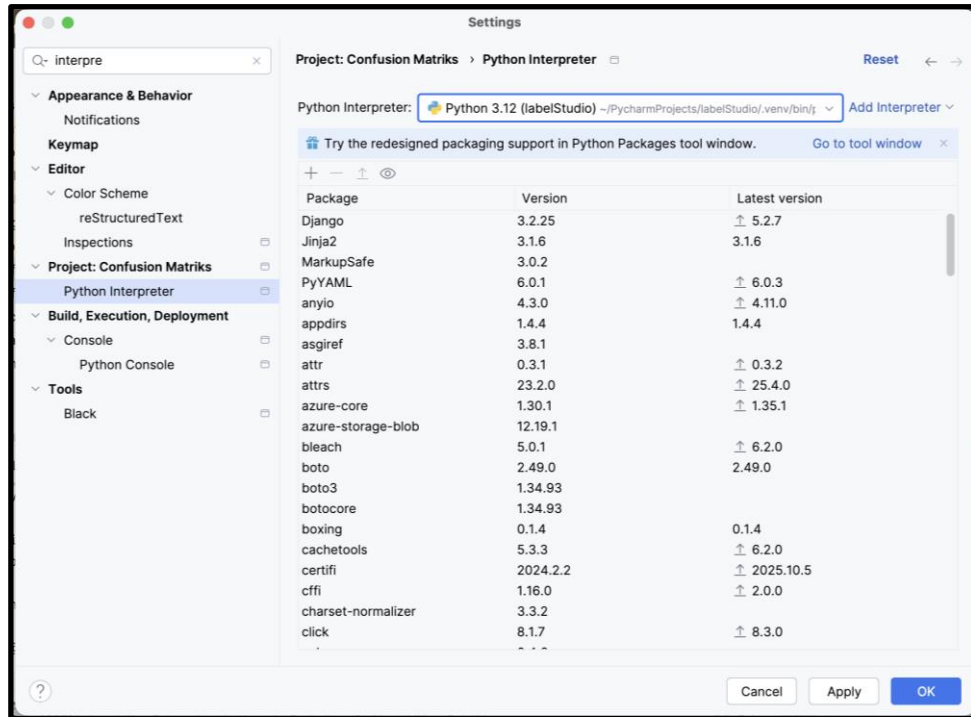 Settings
interpre
Appearance & Behavior
Notifications
Keymap
Editor
Color Scheme
reStructuredText
Inspections
Project: Confusion Matriks
Python Interpreter
Build, Execution, Deployment
Console
Python Console
Tools
Black
Project: Confusion Matriks › Python Interpreter
Reset
Python Interpreter: Python 3.12 (labelStudio) ~/PycharmProjects/labelStudio/.venv/bin/ Add Interpreter
Try the redesigned packaging support in Python Packages tool window. Go to tool window
Package Version Latest version
Django 3.2.25 5.2.7
Jinja2 3.1.6 3.1.6
MarkupSafe 3.0.2
PyYAML 6.0.1 6.0.3
anyio 4.3.0 4.11.0
appdirs 1.4.4 1.4.4
asgiref 3.8.1
attr 0.3.1 0.3.2
attrs 23.2.0 25.4.0
azure-core 1.30.1 1.35.1
azure-storage-blob 12.19.1
bleach 5.0.1 6.2.0
boto 2.49.0 2.49.0
boto3 1.34.93
botocore 1.34.93
boxing 0.1.4 0.1.4
cachetools 5.3.3 6.2.0
certifi 2024.2.2 2025.10.5
cffi 1.16.0 2.0.0
charset-normalizer 3.3.2
click 8.1.7 8.3.0
?
Cancel
Apply
OK